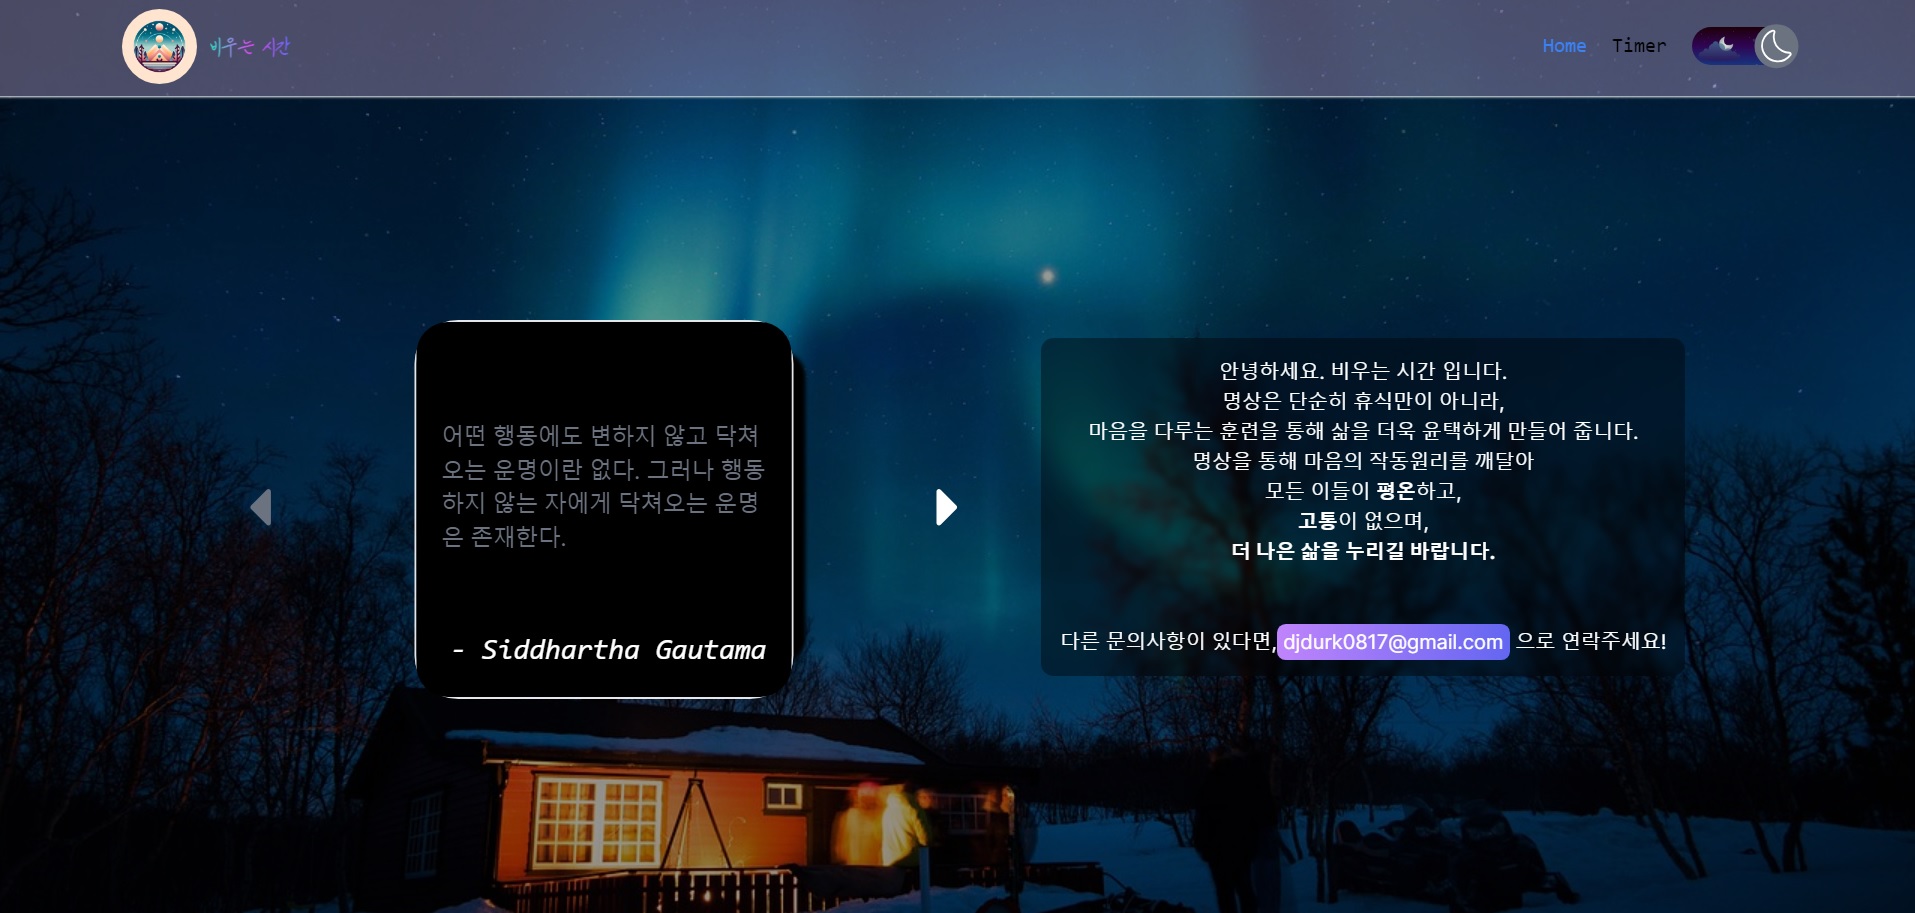 비우는 시간
Home
Timer
어떤 행동에도 변하지 않고 닥쳐
오는 운명이란 없다. 그러나 행동
하지 않는 자에게 닥쳐오는 운명
은 존재한다.
- Siddhartha Gautama
안녕하세요. 비우는 시간 입니다.
명상은 단순히 휴식만이 아니라,
마음을 다루는 훈련을 통해 삶을 더욱 윤택하게 만들어 줍니다.
명상을 통해 마음의 작동원리를 깨달아
모든 이들이 평온하고,
고통이 없으며,
더 나은 삶을 누리길 바랍니다.
다른 문의사항이 있다면, djdurk0817@gmail.com 으로 연락주세요!